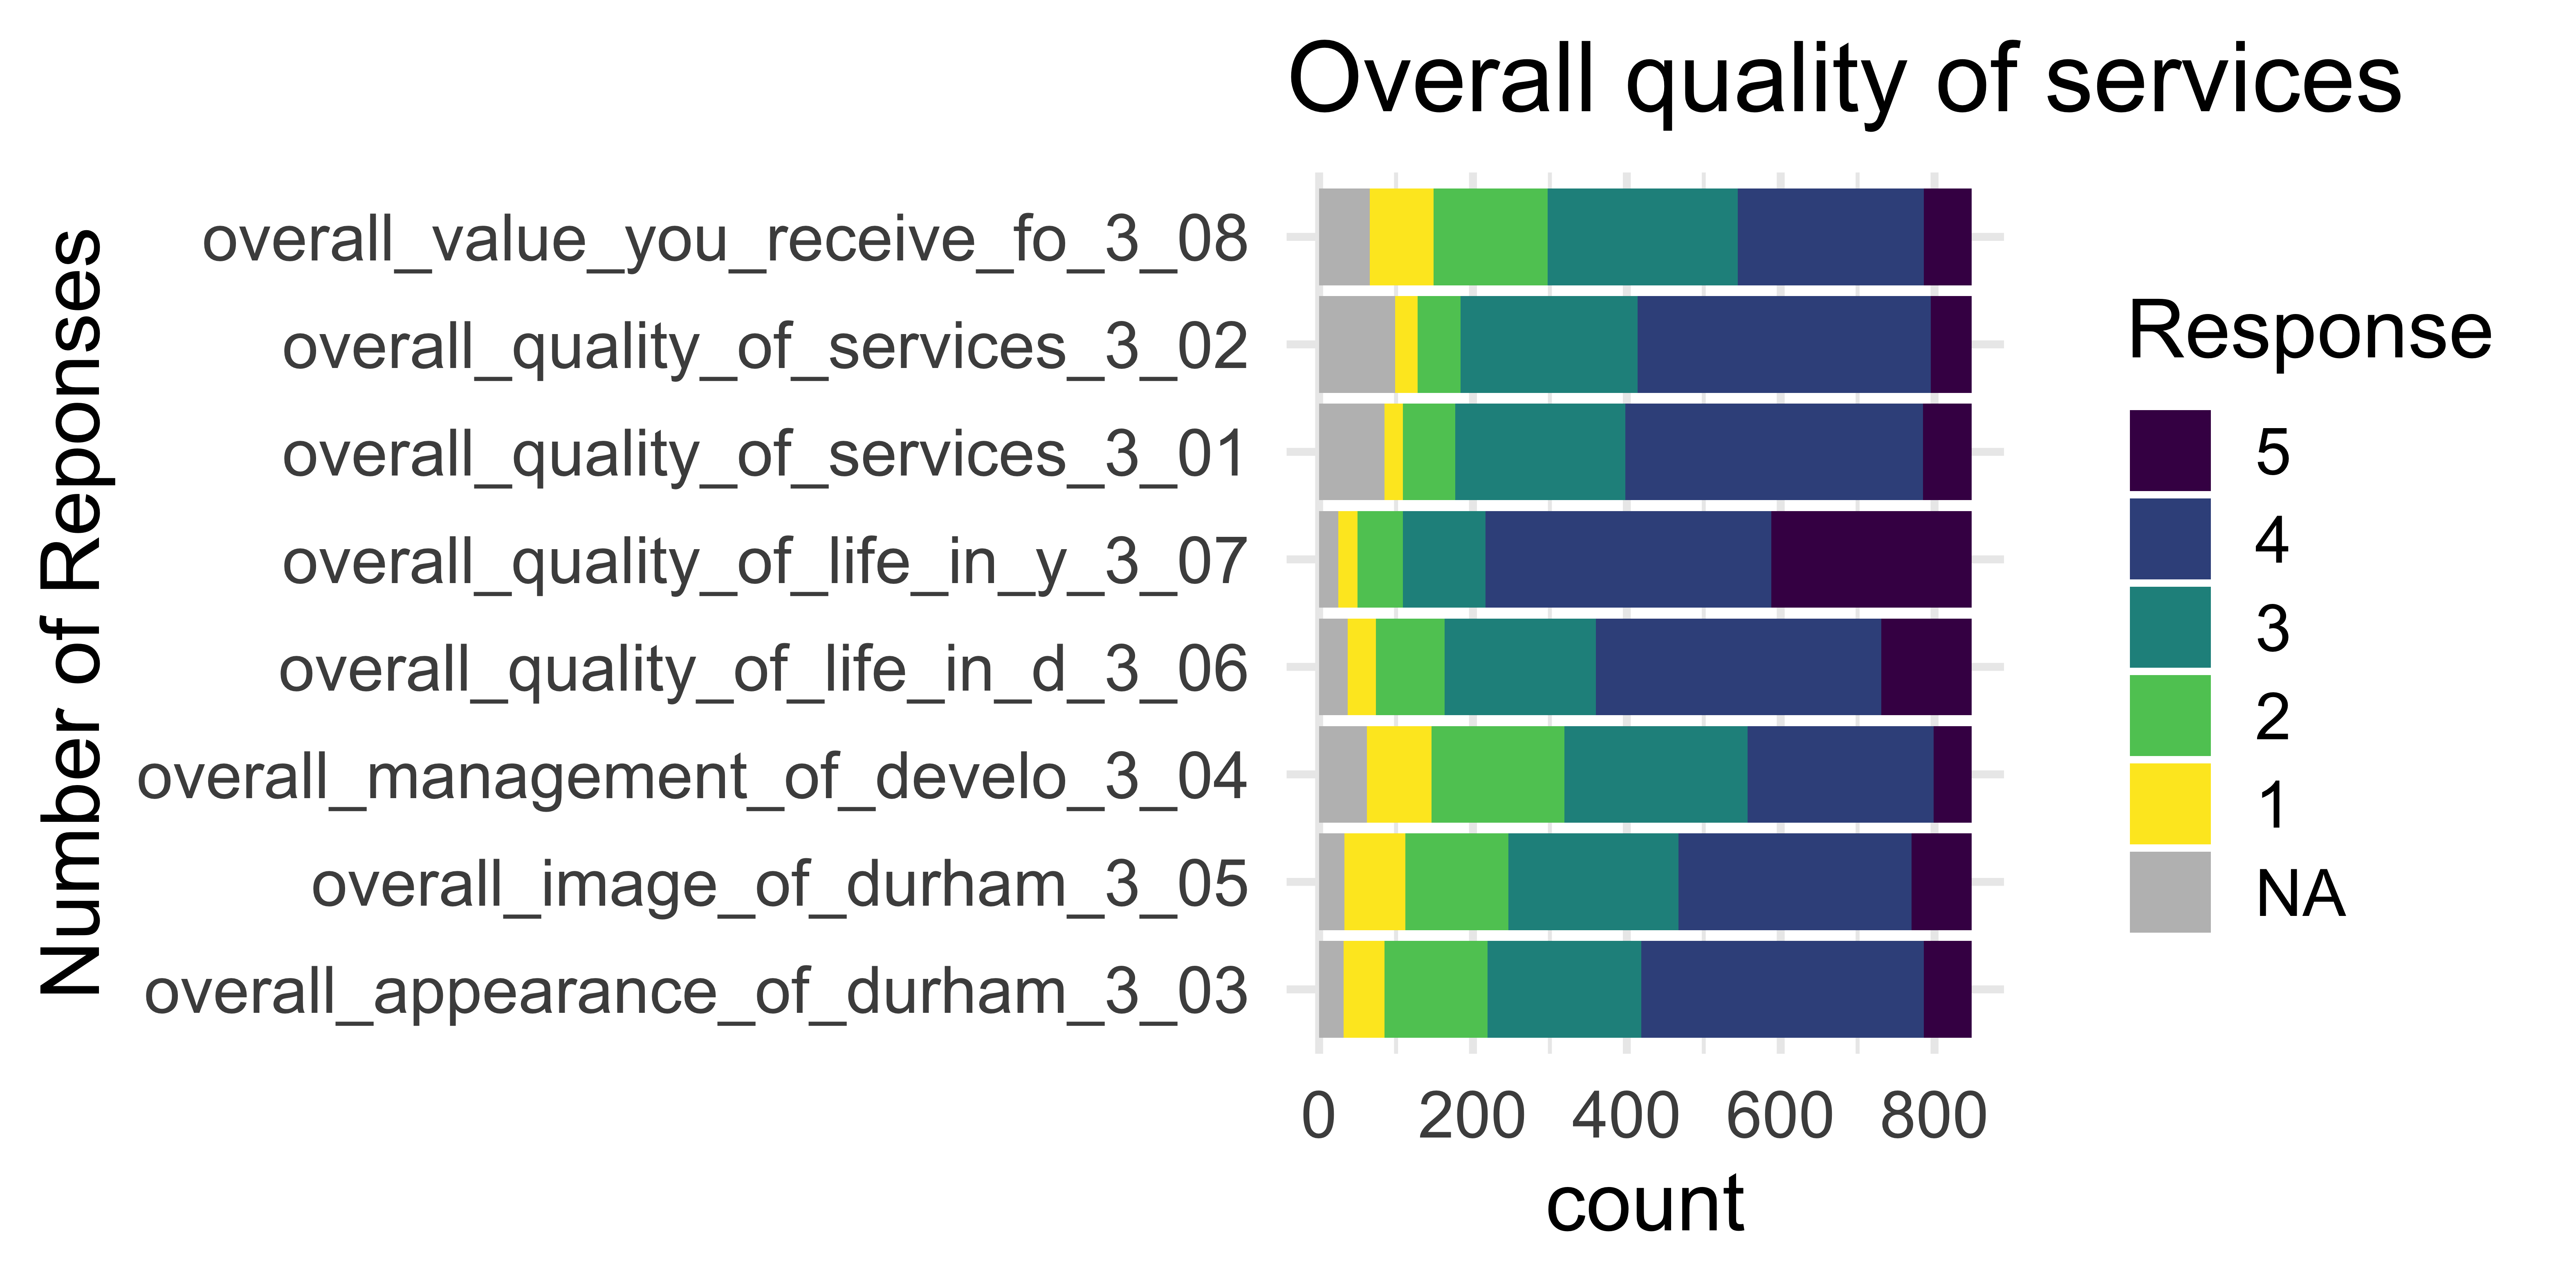 Overall quality of services
Number of Reponses
overall_value_you_receive_fo_3_08
overall_quality_of_services_3_02
overall_quality_of_services_3_01
overall_quality_of_life_in_y_3_07
overall_quality_of_life_in_d_3_06
overall_management_of_develo_3_04
overall_image_of_durham_3_05
overall_appearance_of_durham_3_03
0 200 400 600 800
count
Response
5
4
3
2
1
NA